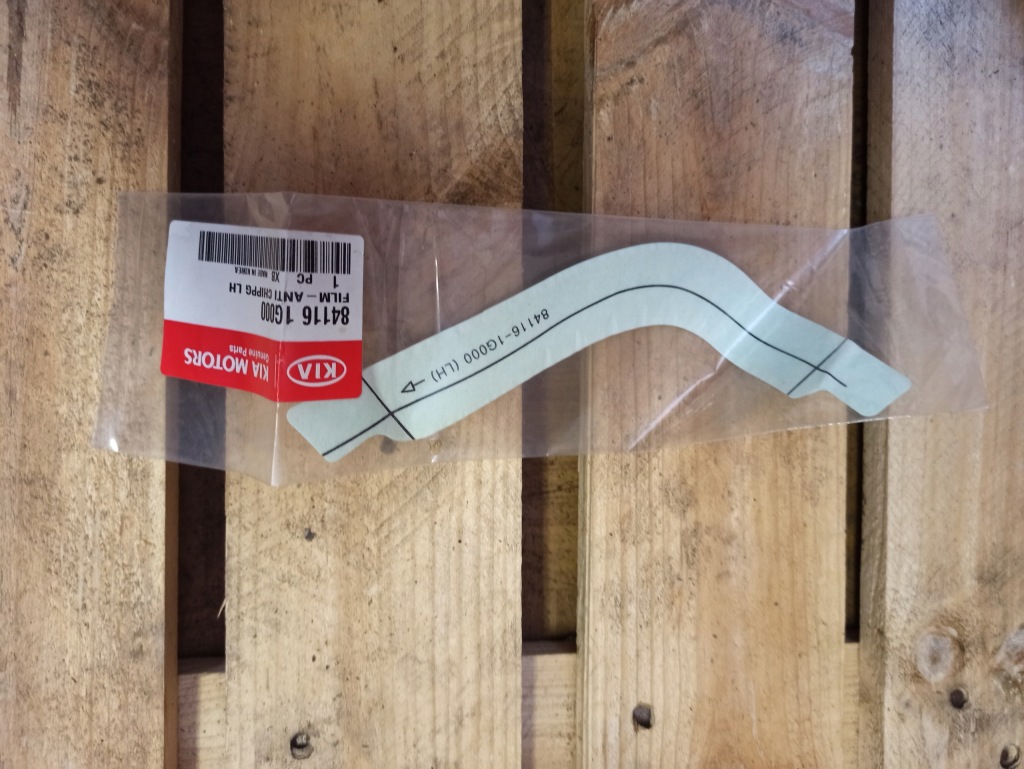 KIA
KIA MOTORS
Genuine Parts
84116 1G000
FILM-ANTI CHIPPG LH
1 PC
X8 MADE IN KOREA
84116-1G000 (LH)